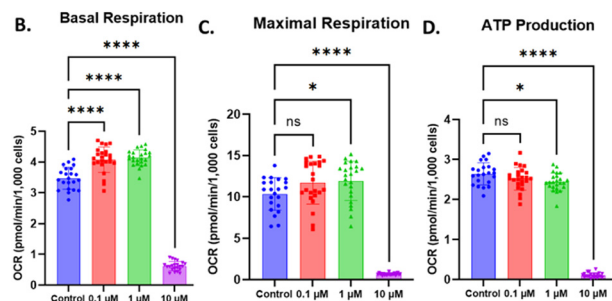 B.
Basal Respiration
****
****
****
OCR (pmol/min/1,000 cells)
5
4
3
2
1
0
Control 0.1 µM 1 µM 10 µM
C.
Maximal Respiration
****
*
ns
OCR (pmol/min/1,000 cells)
20
15
10
5
0
Control 0.1 µM 1 µM 10 µM
D.
ATP Production
****
*
ns
OCR (pmol/min/1,000 cells)
4
3
2
1
0
Control 0.1 µM 1 µM 10 µM